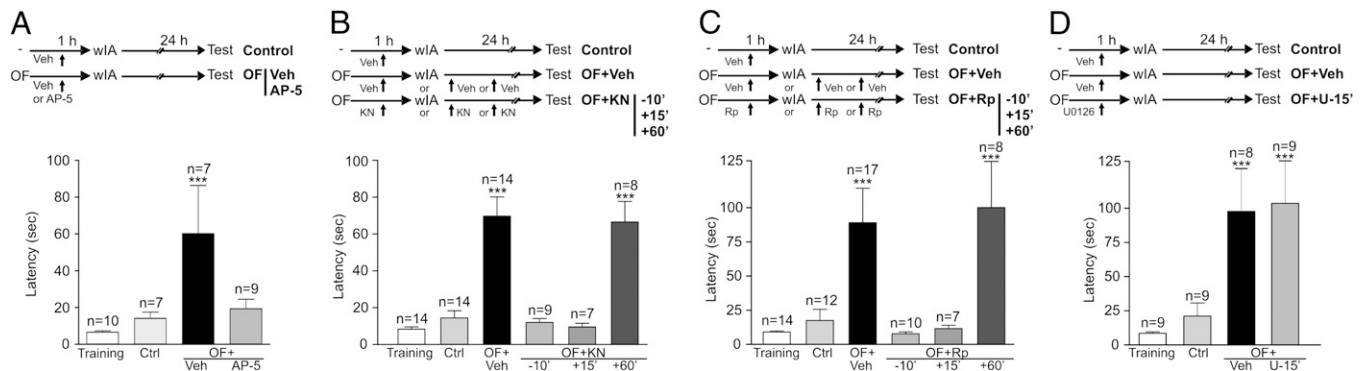 A
- 1 h wIA 24 h Test Control
Veh
OF wIA Test OF Veh
Veh AP-5
or AP-5
Latency (sec)
100
80
60
40
20
0
n=10
n=7
n=7
***
n=9
Training Ctrl OF+
Veh AP-5
B
- 1 h wIA 24 h Test Control
Veh
OF wIA Test OF+Veh
Veh or Veh or Veh
OF wIA Test OF+KN -10'
KN or KN or KN +15'
+60'
Latency (sec)
100
80
60
40
20
0
n=14
n=14
n=14
***
n=9
n=7
n=8
***
Training Ctrl OF+ OF+KN
Veh -10' +15' +60'
C
- 1 h wIA 24 h Test Control
Veh
OF wIA Test OF+Veh
Veh or Veh or Veh
OF wIA Test OF+Rp -10'
Rp or Rp or Rp +15'
+60'
Latency (sec)
125
100
75
50
25
0
n=14
n=12
n=17
***
n=10
n=7
n=8
***
Training Ctrl OF+ OF+Rp
Veh -10' +15' +60'
D
- 1 h wIA 24 h Test Control
Veh
OF wIA Test OF+Veh
Veh
OF wIA Test OF+U-15'
U0126
Latency (sec)
125
100
75
50
25
0
n=9
n=9
n=8
***
n=9
***
Training Ctrl OF+
Veh U-15'